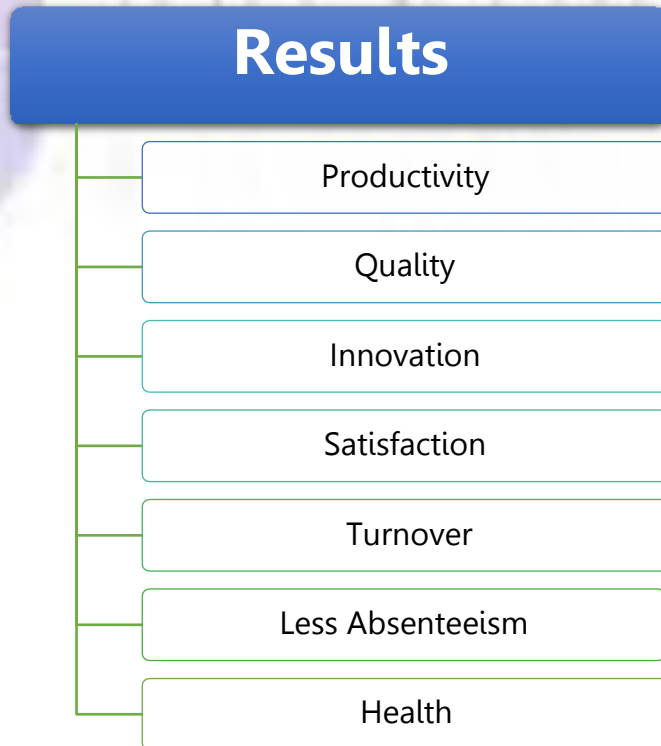 Results
Productivity
Quality
Innovation
Satisfaction
Turnover
Less Absenteeism
Health